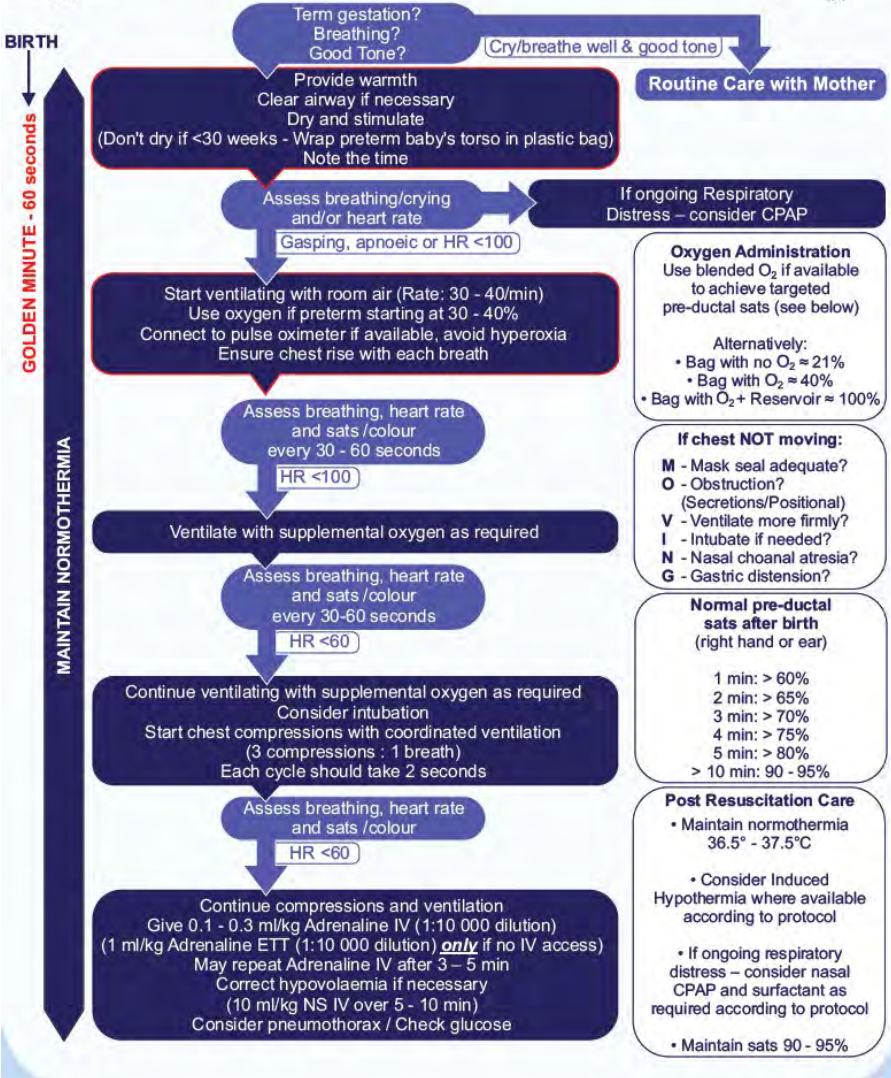 Term gestation?
Breathing?
Good Tone?
BIRTH
Cry/breathe well & good tone
Routine Care with Mother
GOLDEN MINUTE - 60 seconds
MAINTAIN NORMOTHERMIA
Provide warmth
Clear airway if necessary
Dry and stimulate
(Don't dry if <30 weeks - Wrap preterm baby's torso in plastic bag)
Note the time
Assess breathing/crying
and/or heart rate
If ongoing Respiratory
Distress – consider CPAP
Gasping, apnoeic or HR <100
Start ventilating with room air (Rate: 30 - 40/min)
Use oxygen if preterm starting at 30 - 40%
Connect to pulse oximeter if available, avoid hyperoxia
Ensure chest rise with each breath
Assess breathing, heart rate
and sats /colour
every 30 - 60 seconds
HR <100
Ventilate with supplemental oxygen as required
Assess breathing, heart rate
and sats /colour
every 30-60 seconds
HR <60
Continue ventilating with supplemental oxygen as required
Consider intubation
Start chest compressions with coordinated ventilation
(3 compressions : 1 breath)
Each cycle should take 2 seconds
Assess breathing, heart rate
and sats /colour
HR <60
Continue compressions and ventilation
Give 0.1 - 0.3 ml/kg Adrenaline IV (1:10 000 dilution)
(1 ml/kg Adrenaline ETT (1:10 000 dilution) only if no IV access)
May repeat Adrenaline IV after 3 – 5 min
Correct hypovolaemia if necessary
(10 ml/kg NS IV over 5 - 10 min)
Consider pneumothorax / Check glucose
Oxygen Administration
Use blended O₂ if available
to achieve targeted
pre-ductal sats (see below)
Alternatively:
• Bag with no O₂ ≈ 21%
• Bag with O₂ ≈ 40%
• Bag with O₂ + Reservoir ≈ 100%
If chest NOT moving:
M - Mask seal adequate?
O - Obstruction?
(Secretions/Positional)
V - Ventilate more firmly?
I - Intubate if needed?
N - Nasal choanal atresia?
G - Gastric distension?
Normal pre-ductal
sats after birth
(right hand or ear)
1 min: > 60%
2 min: > 65%
3 min: > 70%
4 min: > 75%
5 min: > 80%
> 10 min: 90 - 95%
Post Resuscitation Care
• Maintain normothermia
36.5° - 37.5°C
• Consider Induced
Hypothermia where available
according to protocol
• If ongoing respiratory
distress – consider nasal
CPAP and surfactant as
required according to protocol
• Maintain sats 90 - 95%